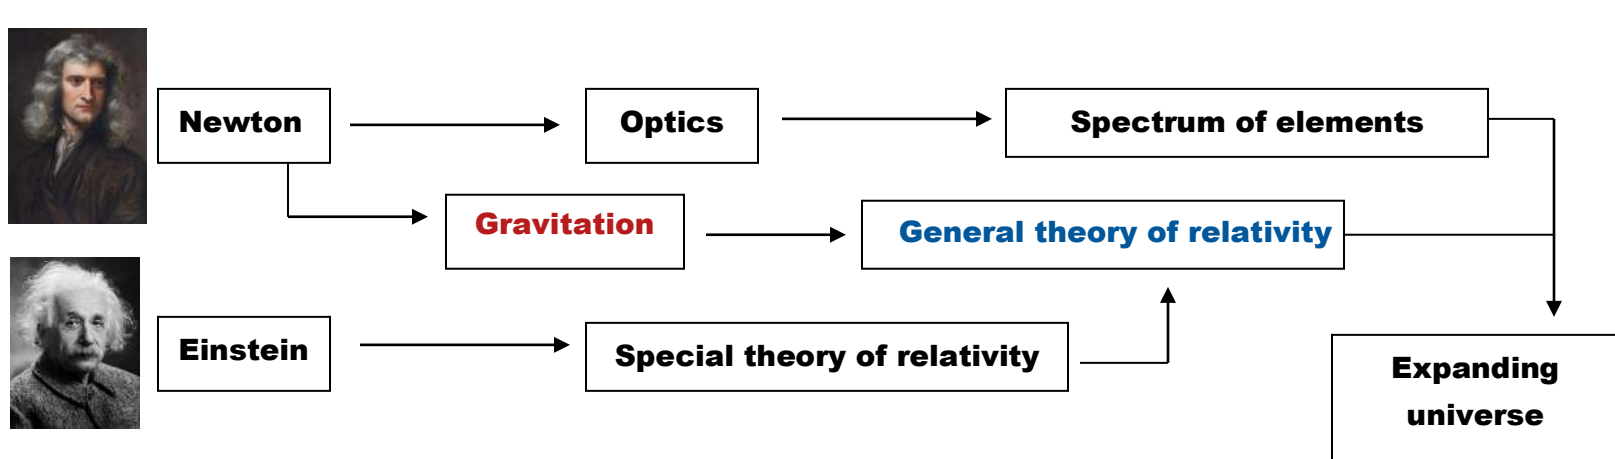 Newton
Optics
Spectrum of elements
Gravitation
General theory of relativity
Einstein
Special theory of relativity
Expanding
universe